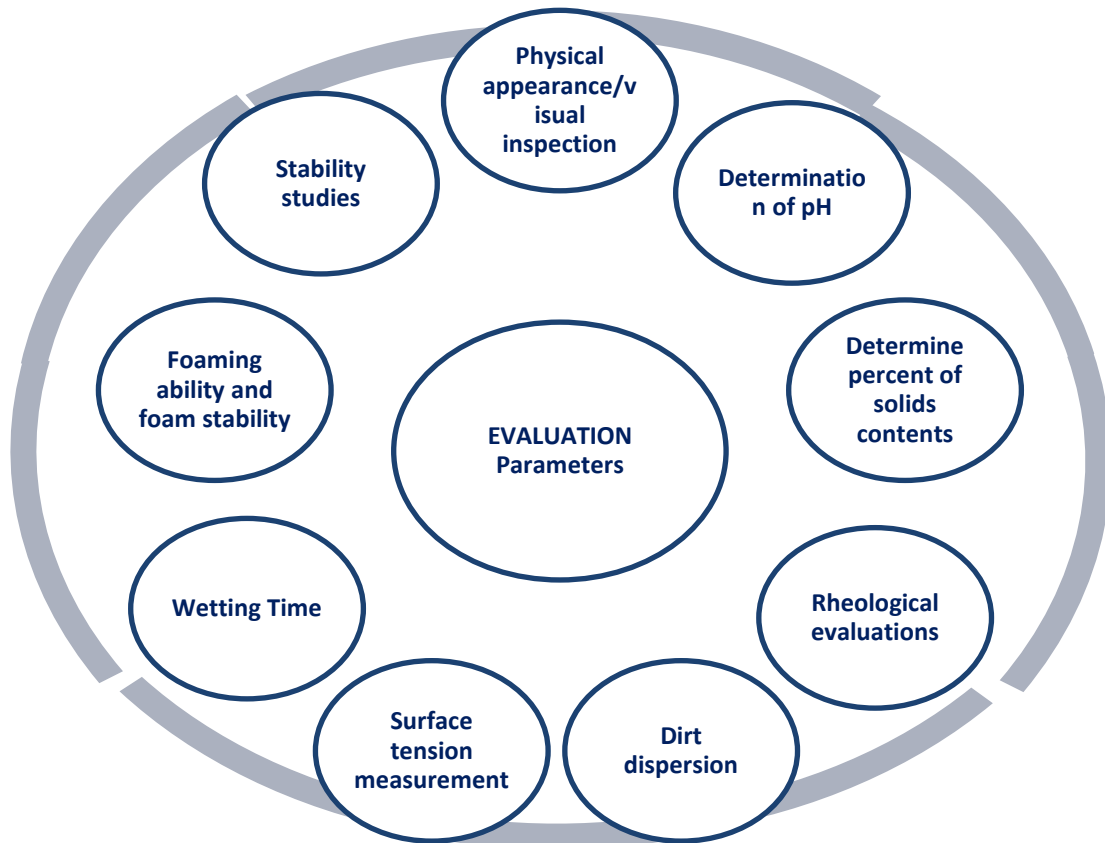 Physical
appearance/v
isual
inspection
Determinatio
n of pH
Determine
percent of
solids
contents
Rheological
evaluations
Dirt
dispersion
Surface
tension
measurement
Wetting Time
Foaming
ability and
foam stability
Stability
studies
EVALUATION
Parameters